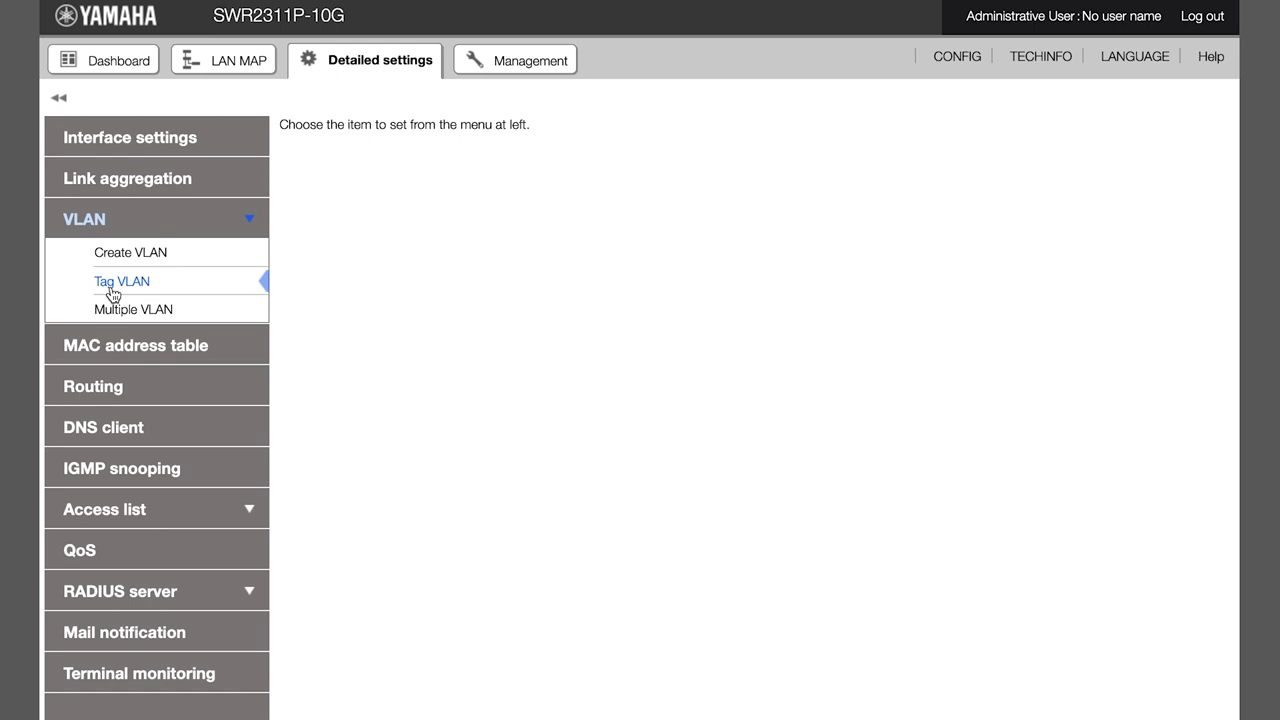 YAMAHA SWR2311P-10G Administrative User : No user name Log out
Dashboard LAN MAP Detailed settings Management CONFIG TECHINFO LANGUAGE Help
Choose the item to set from the menu at left.
Interface settings
Link aggregation
VLAN
Create VLAN
Tag VLAN
Multiple VLAN
MAC address table
Routing
DNS client
IGMP snooping
Access list
QoS
RADIUS server
Mail notification
Terminal monitoring